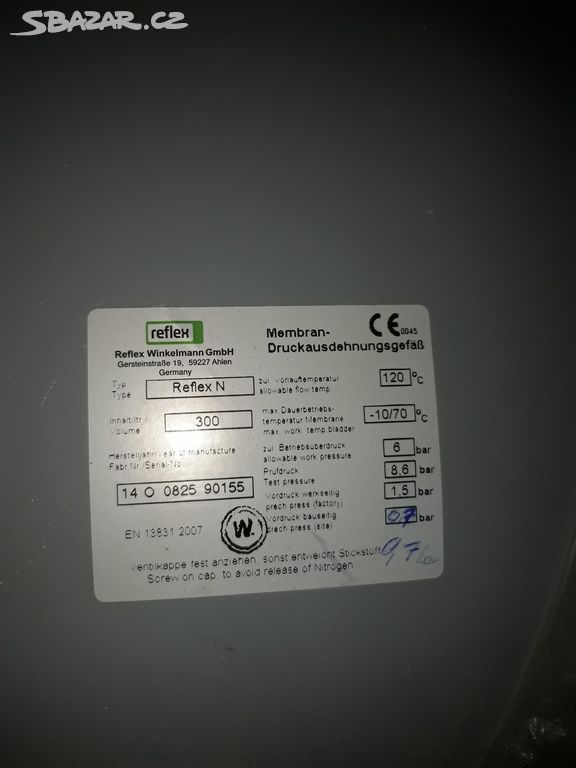 SBAZAR.CZ
reflex
Reflex Winkelmann GmbH
Gersteinstraße 19, 59227 Ahlen
Germany
Membran-
Druckausdehnungsgefäß
CE 0045
Typ
Type
Reflex N
zul. Vorlauftemperatur
allowable flow temp.
120 °C
Inhalt/ltr.
Volume
300
max. Dauerbetriebs-
temperatur Membrane
max. work. temp bladder
-10/70 °C
Herstelljahr/year of manufacture
Fabr.Nr./Serial-No.
14 O 0825 90155
zul. Betriebsüberdruck
allowable work pressure
6 bar
Prüfdruck
Test pressure
8,6 bar
Vordruck werkseitig
prech press (factory)
1,5 bar
Vordruck bauseitig
prech press (site)
0,7 bar
EN 13831 2007
W.
Ventilkappe fest anziehen, sonst entweicht Stickstoff
Screw on cap, to avoid release of Nitrogen
0,7 bar